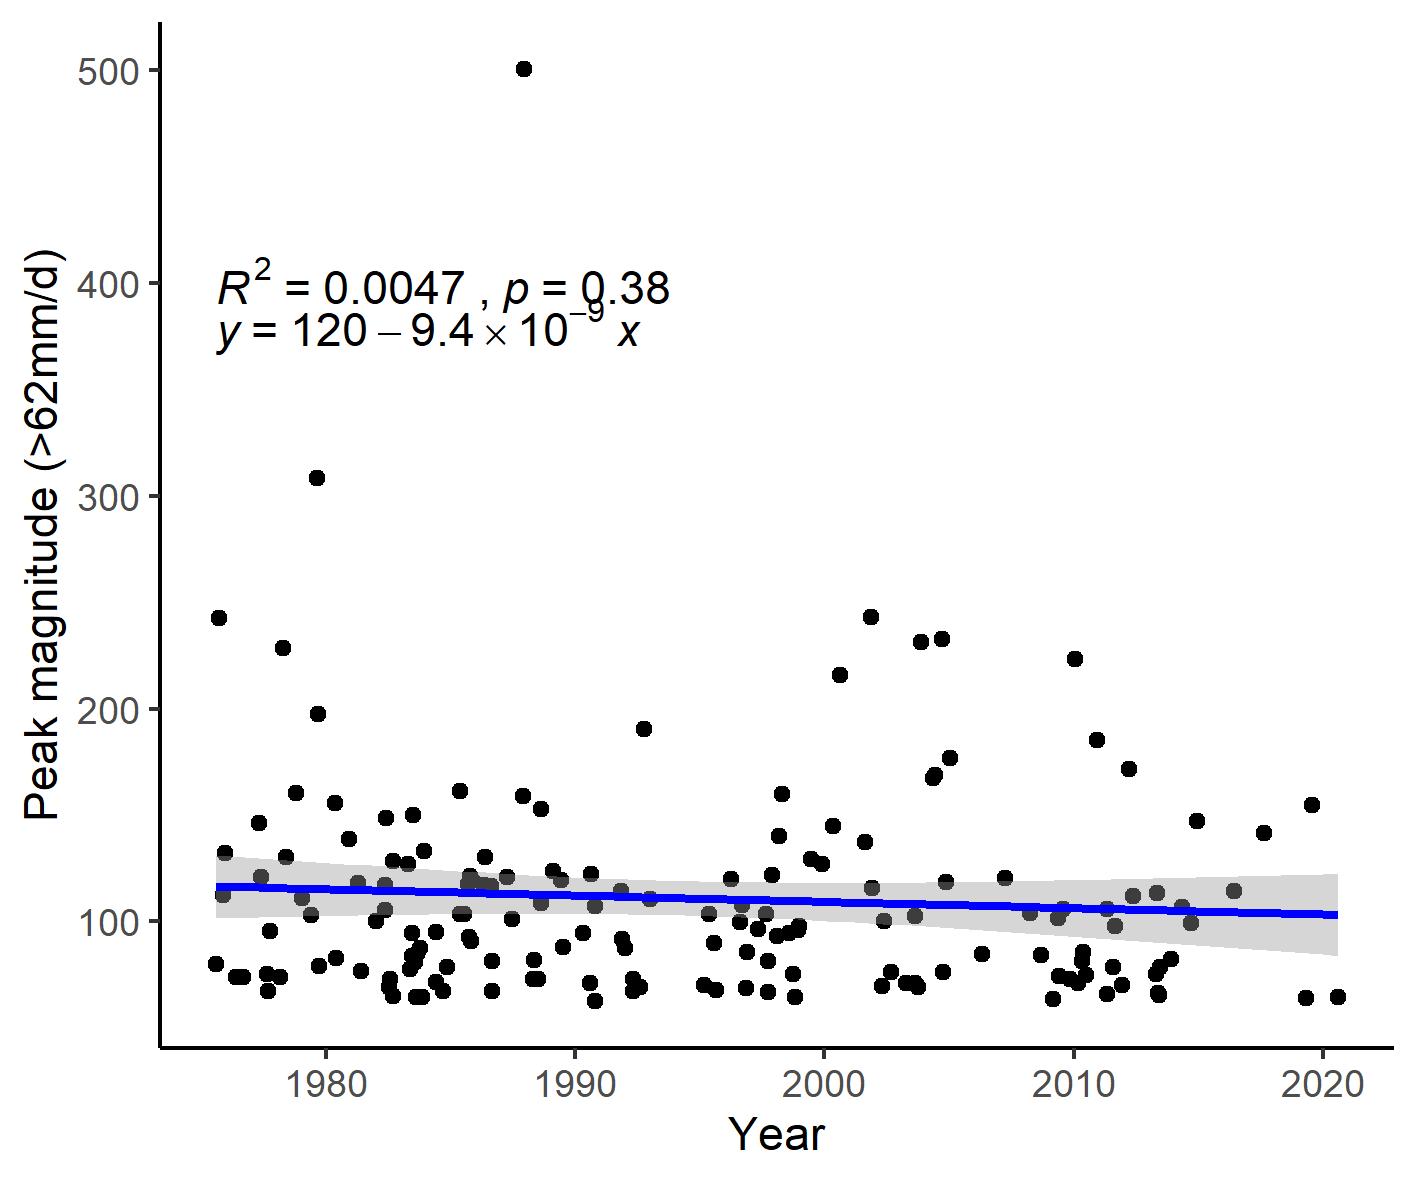 500
400
300
200
100
Peak magnitude (>62mm/d)
R² = 0.0047 , p = 0.38
y = 120 – 9.4 × 10⁻⁹ x
1980 1990 2000 2010 2020
Year